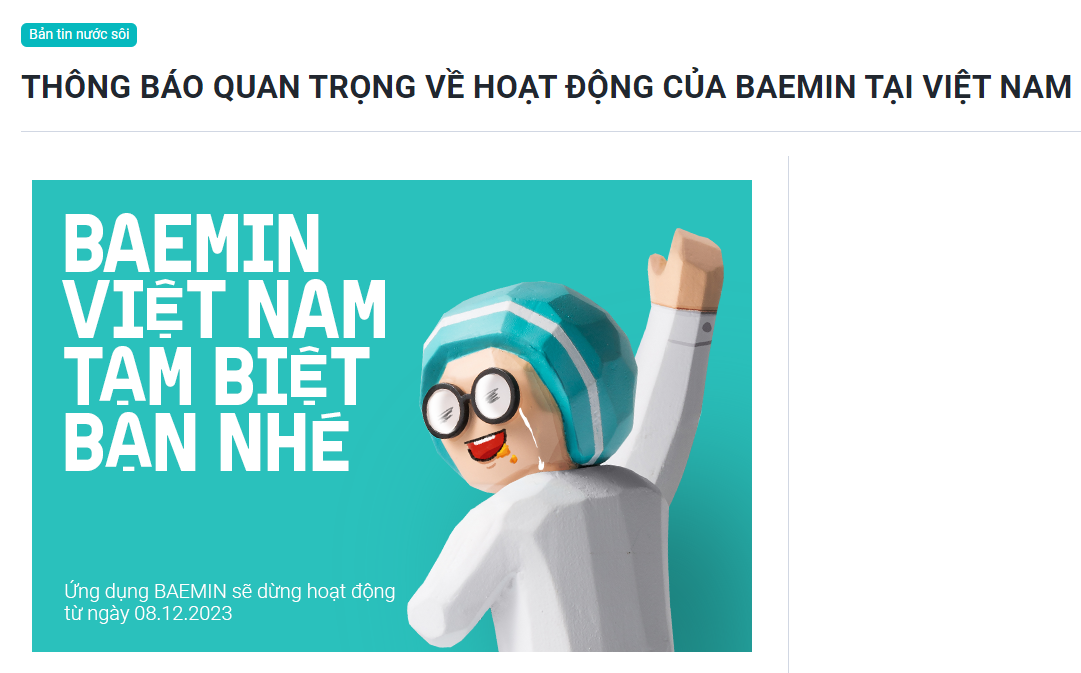 Bản tin nước sôi
THÔNG BÁO QUAN TRỌNG VỀ HOẠT ĐỘNG CỦA BAEMIN TẠI VIỆT NAM
BAEMIN
VIỆT NAM
TẠM BIỆT
BẠN NHÉ
Ứng dụng BAEMIN sẽ dừng hoạt động
từ ngày 08.12.2023